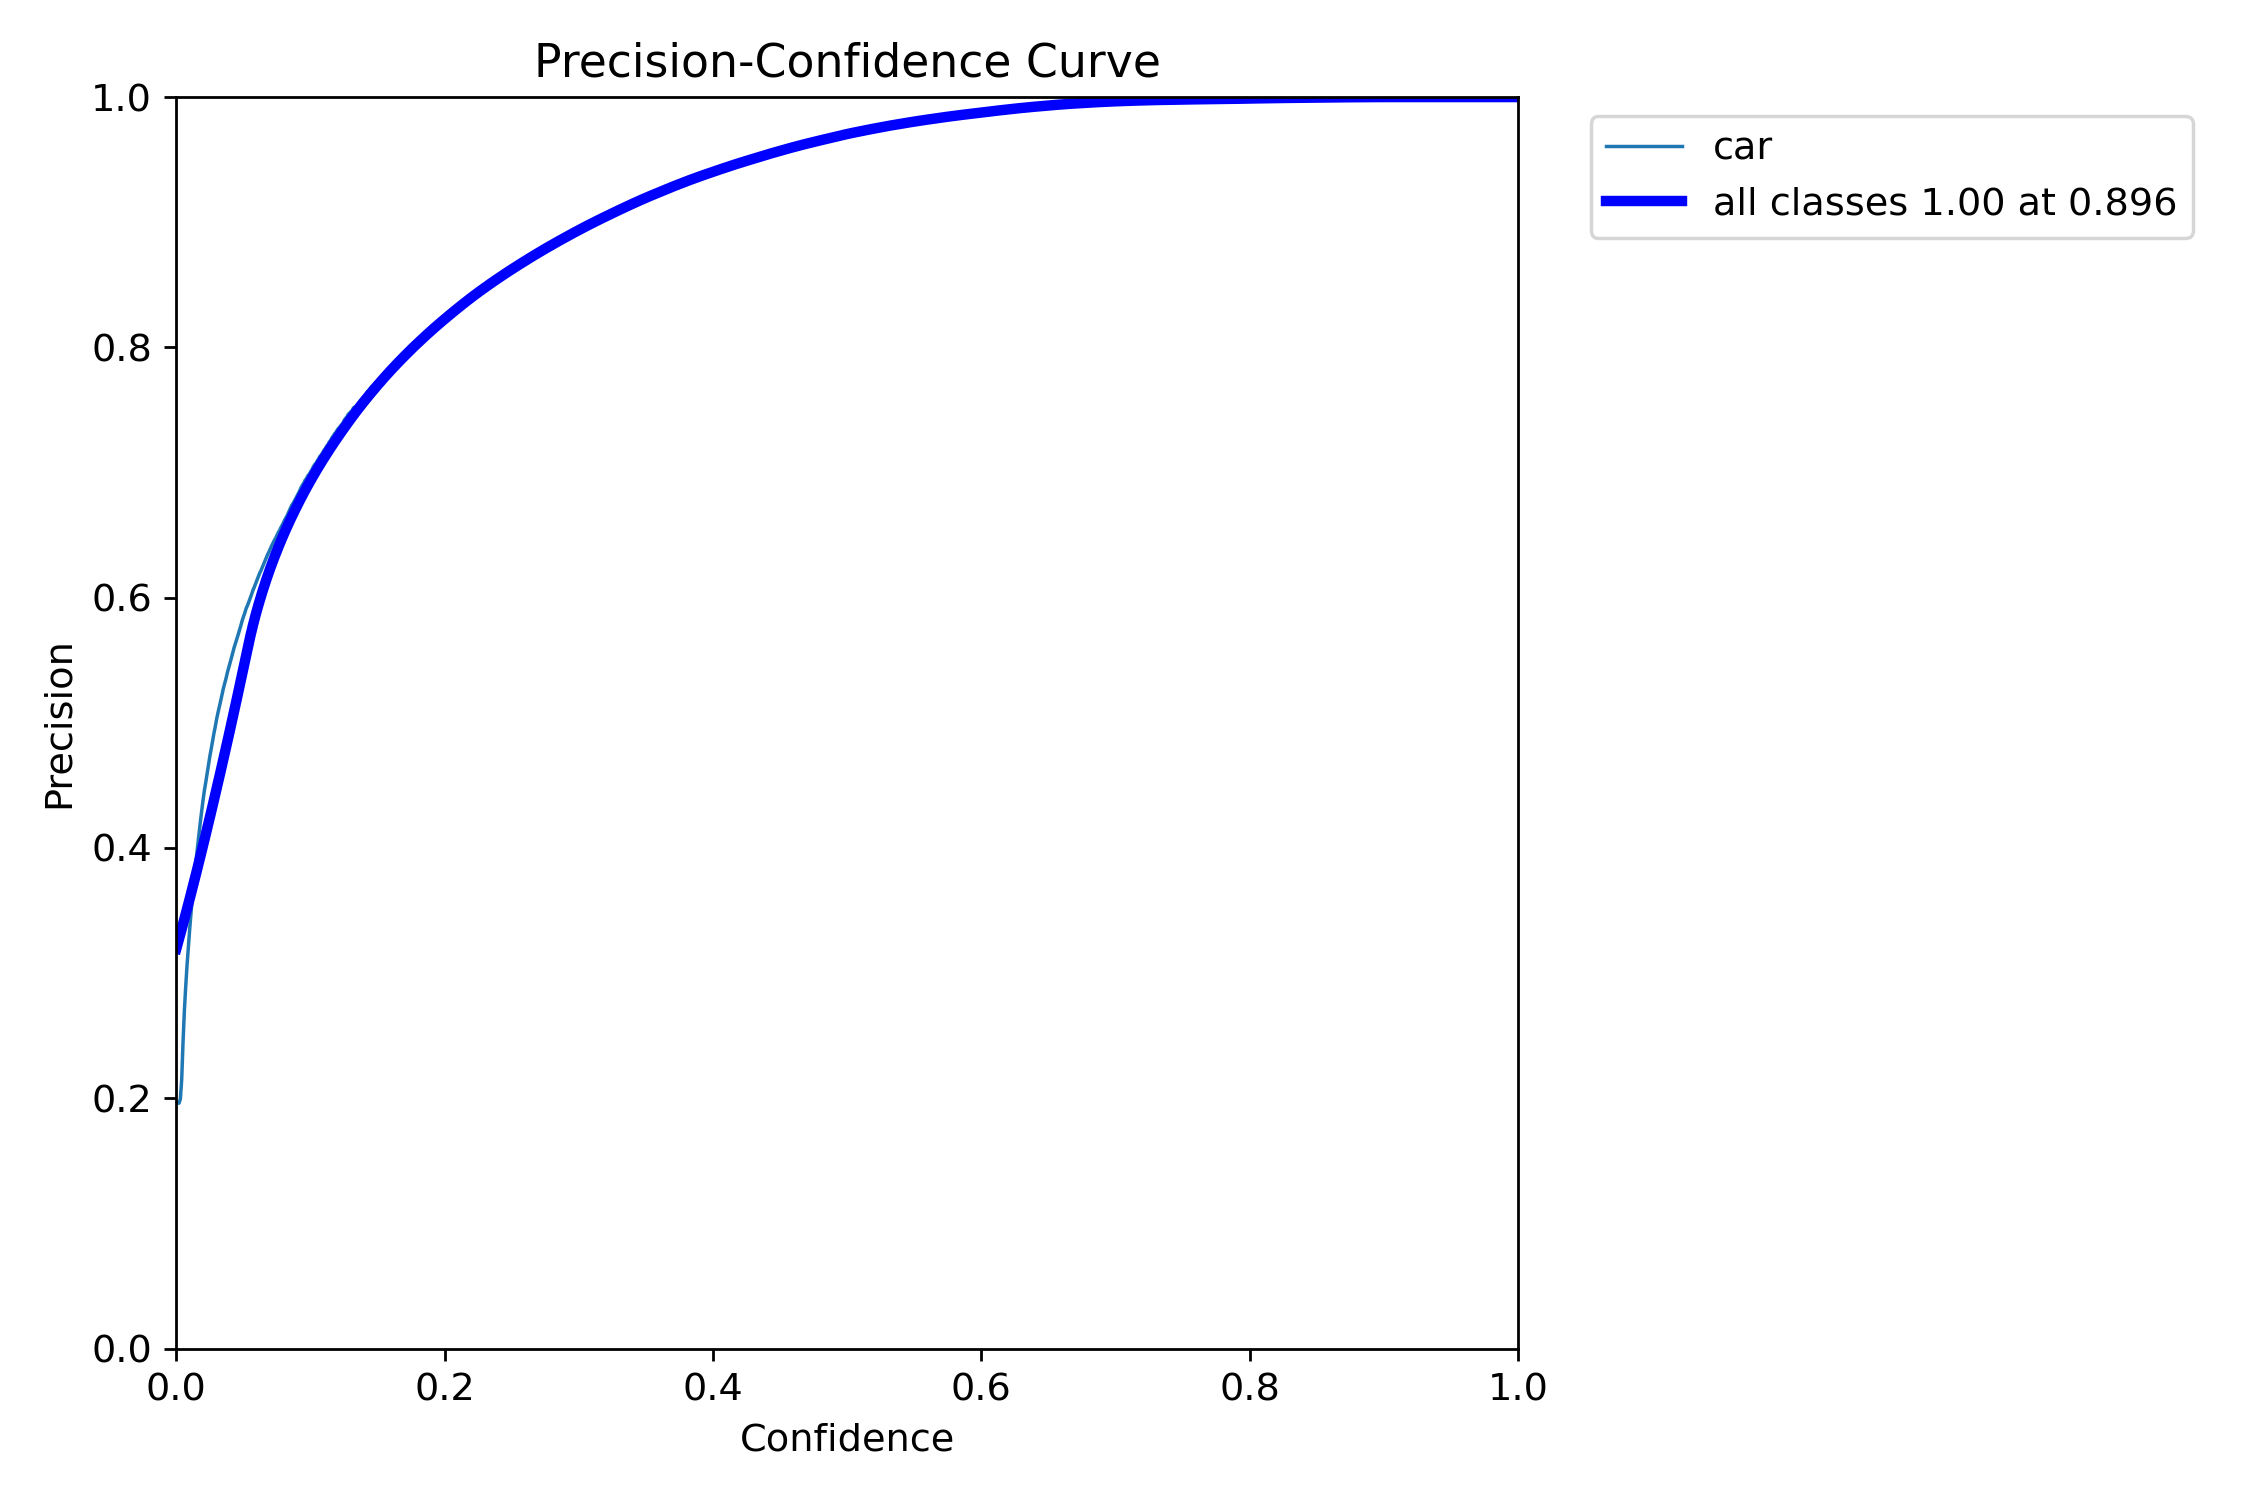 Precision-Confidence Curve
1.0
0.8
0.6
0.4
0.2
0.0
Precision
0.0 0.2 0.4 0.6 0.8 1.0
Confidence
car
all classes 1.00 at 0.896